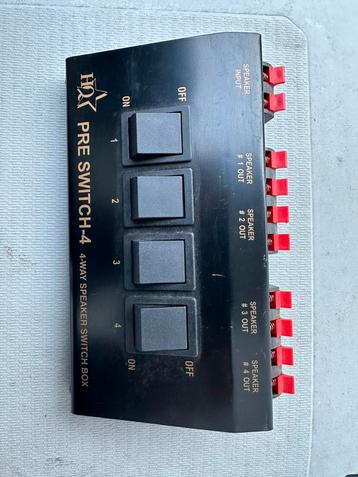 HQ
PRE SWITCH-4
4-WAY SPEAKER SWITCH BOX
ON
OFF
1
2
3
4
ON
OFF
SPEAKER
INPUT
SPEAKER
# 1 OUT
SPEAKER
# 2 OUT
SPEAKER
# 3 OUT
SPEAKER
# 4 OUT